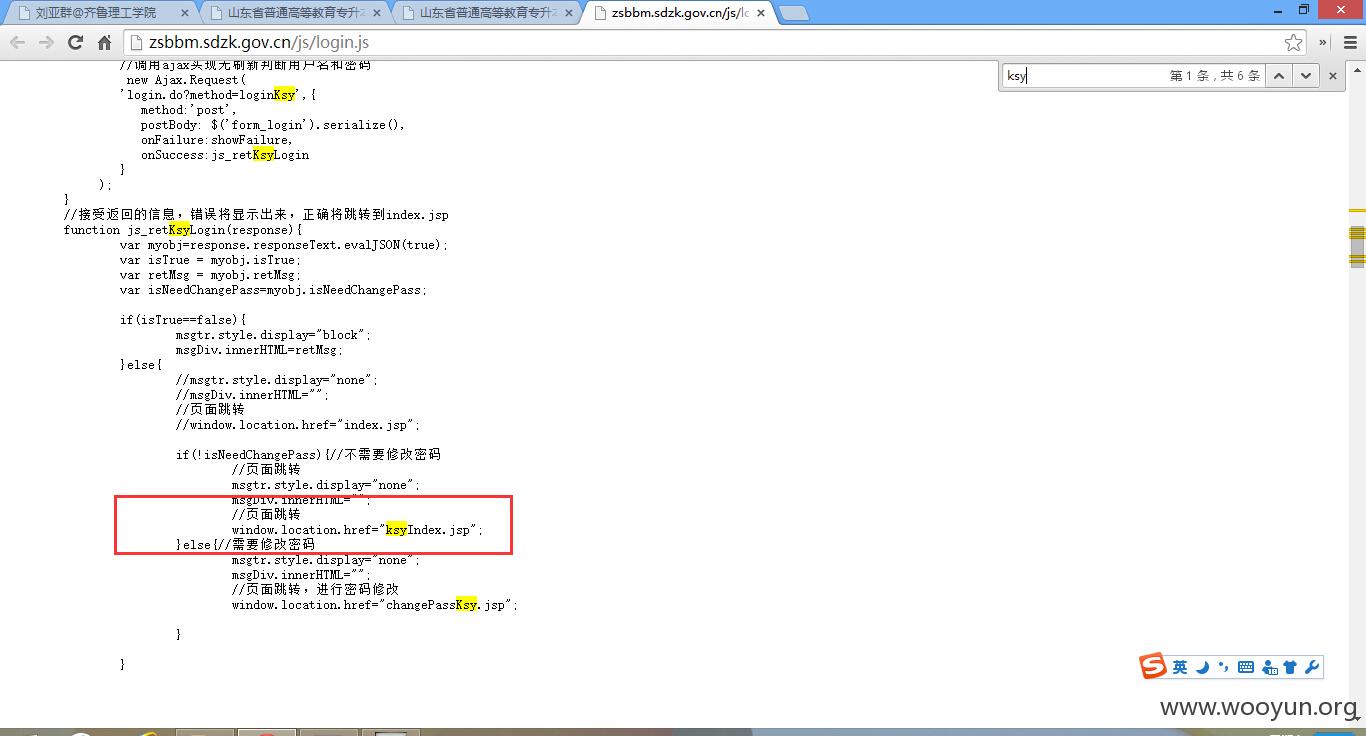 刘亚群@齐鲁理工学院
山东省普通高等教育专升
山东省普通高等教育专升
zsbbm.sdzk.gov.cn/js/lo
zsbbm.sdzk.gov.cn/js/login.js
ksy
第 1 条，共 6 条
//调用ajax实现无刷新判断用户名和密码
new Ajax.Request(
'login.do?method=loginKsy',{
method:'post',
postBody: $('form_login').serialize(),
onFailure:showFailure,
onSuccess:js_retKsyLogin
}
);
}
//接受返回的信息，错误将显示出来，正确将跳转到index.jsp
function js_retKsyLogin(response){
var myobj=response.responseText.evalJSON(true);
var isTrue = myobj.isTrue;
var retMsg = myobj.retMsg;
var isNeedChangePass=myobj.isNeedChangePass;
if(isTrue==false){
msgtr.style.display="block";
msgDiv.innerHTML=retMsg;
}else{
//msgtr.style.display="none";
//msgDiv.innerHTML="";
//页面跳转
//window.location.href="index.jsp";
if(!isNeedChangePass){//不需要修改密码
//页面跳转
msgtr.style.display="none";
msgDiv.innerHTML="";
//页面跳转
window.location.href="ksyIndex.jsp";
}else{//需要修改密码
msgtr.style.display="none";
msgDiv.innerHTML="";
//页面跳转，进行密码修改
window.location.href="changePassKsy.jsp";
}
}
英
www.wooyun.org